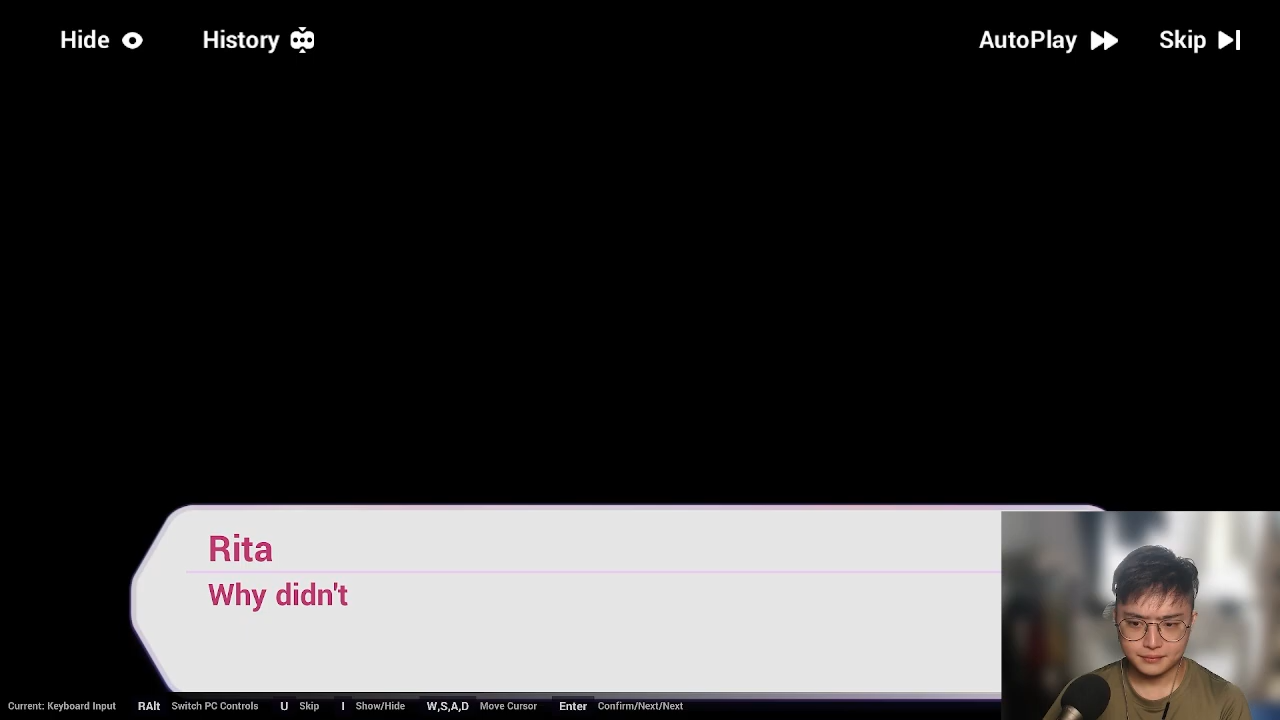 Hide
History
AutoPlay
Skip
Rita
Why didn't
Current: Keyboard Input RAlt Switch PC Controls U Skip I Show/Hide W,S,A,D Move Cursor Enter Confirm/Next/Next